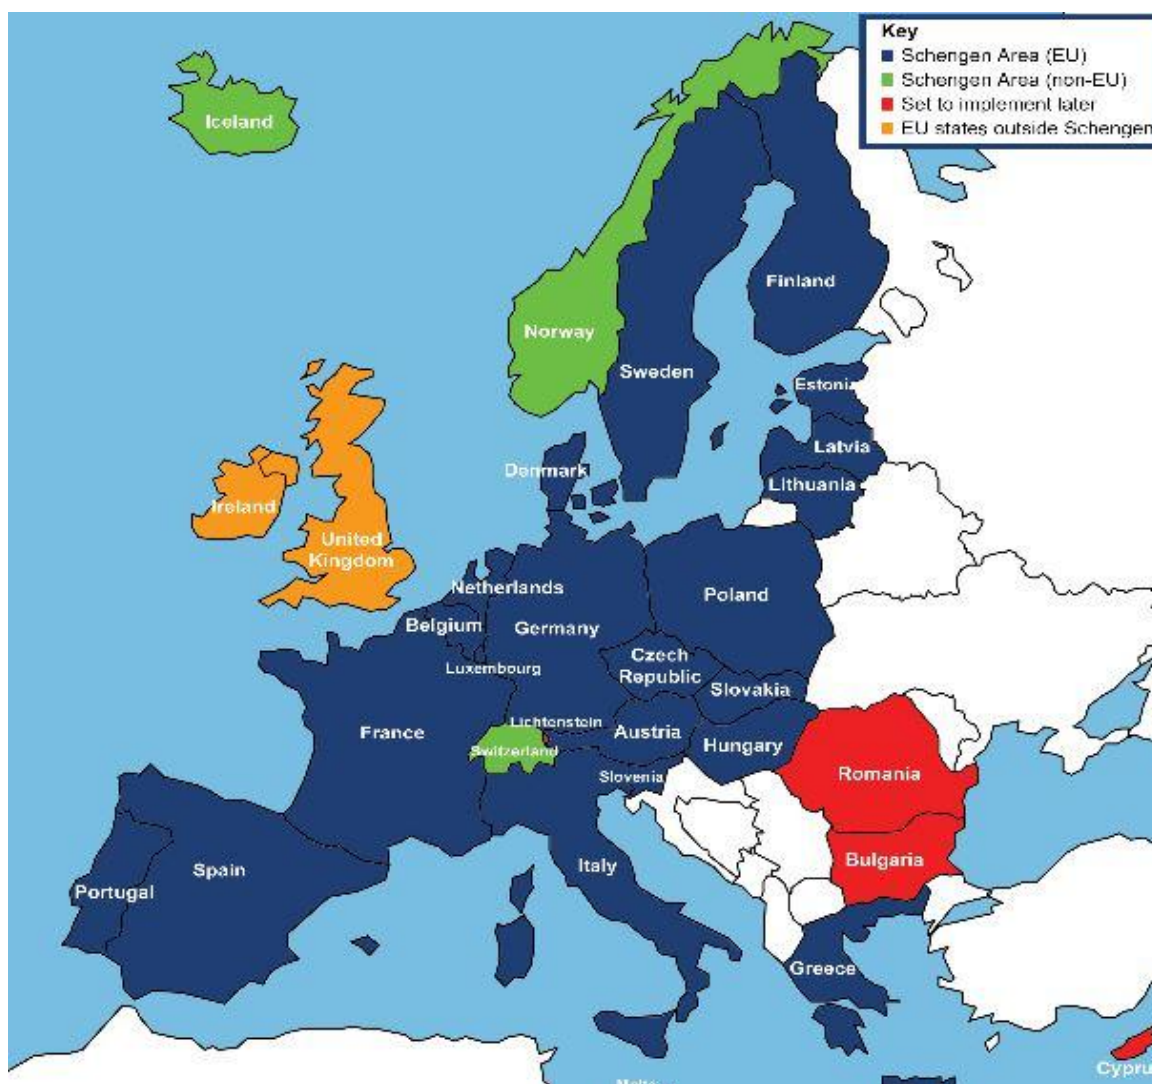 Key
Schengen Area (EU)
Schengen Area (non-EU)
Set to implement later
EU states outside Schengen
Iceland
Finland
Norway
Sweden
Estonia
Latvia
Denmark
Lithuania
Ireland
United
Kingdom
Netherlands
Poland
Belgium
Germany
Czech
Republic
Luxembourg
Slovakia
Lichtenstein
France
Austria
Switzerland
Hungary
Slovenia
Romania
Spain
Italy
Bulgaria
Portugal
Greece
Cypru